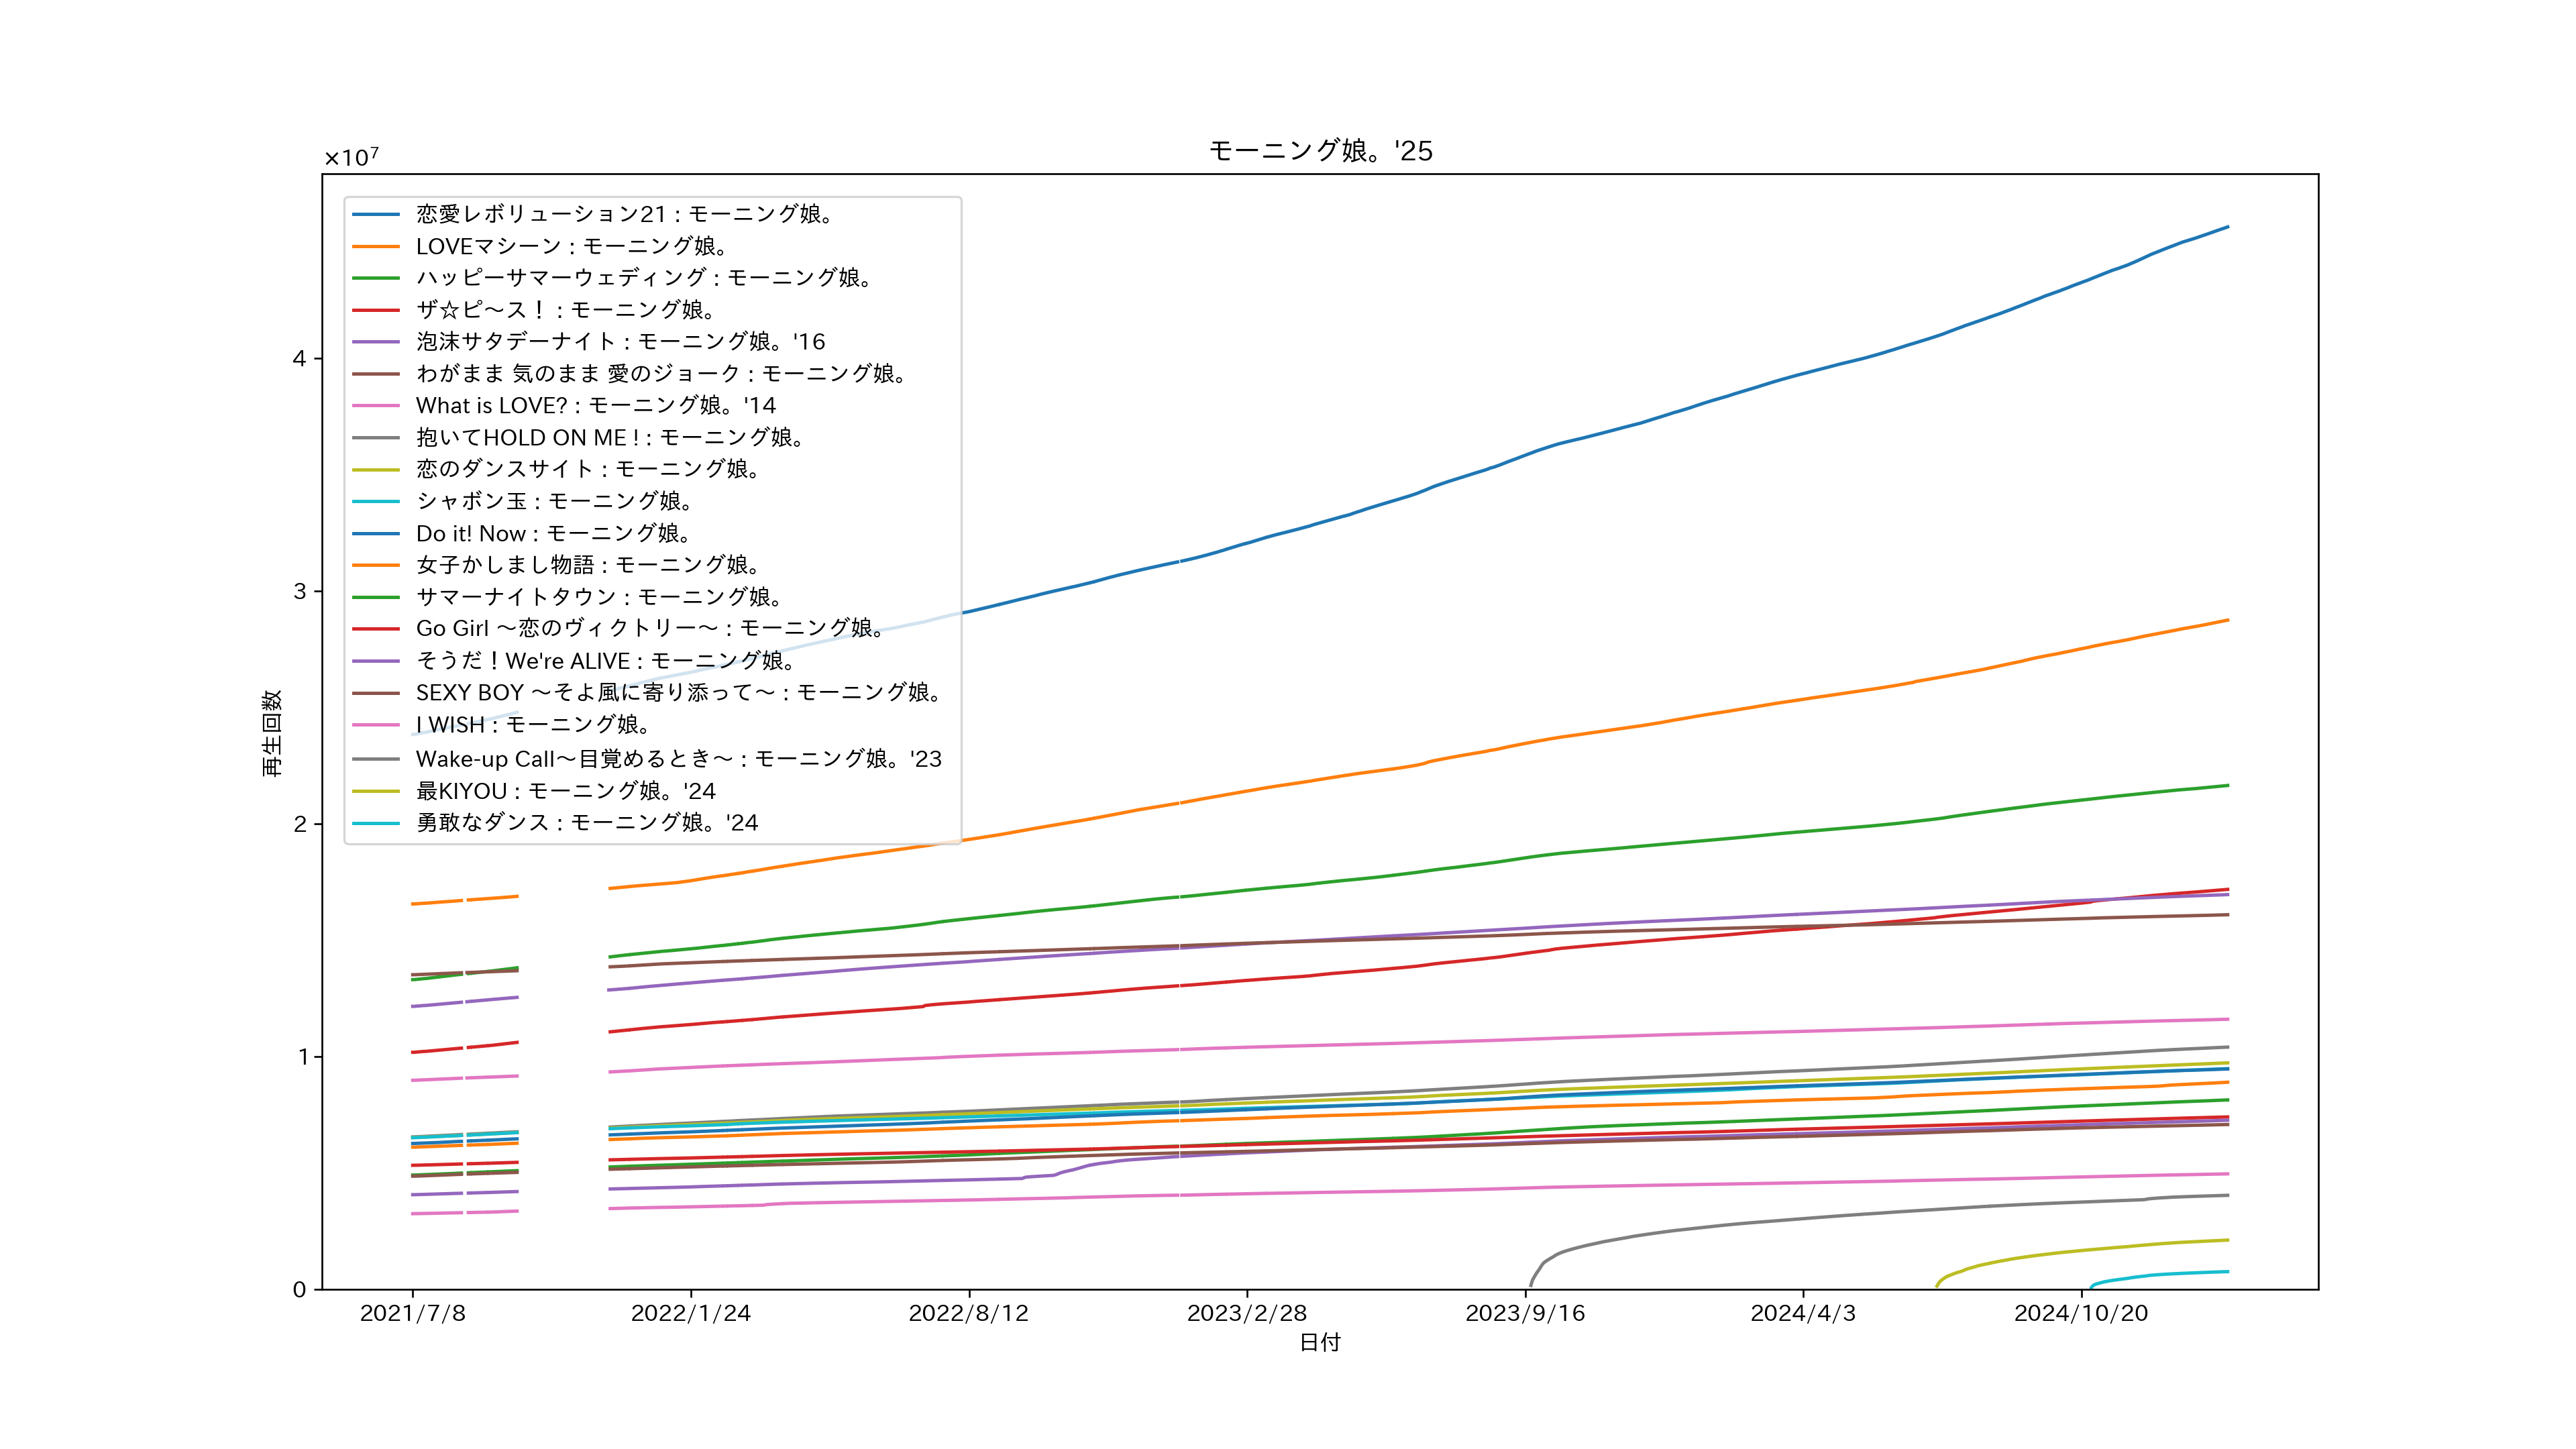 モーニング娘。'25
×10⁷
恋愛レボリューション21 : モーニング娘。
LOVEマシーン : モーニング娘。
ハッピーサマーウェディング : モーニング娘。
ザ☆ピ～ス！ : モーニング娘。
泡沫サタデーナイト : モーニング娘。'16
わがまま 気のまま 愛のジョーク : モーニング娘。
What is LOVE? : モーニング娘。'14
抱いてHOLD ON ME ! : モーニング娘。
恋のダンスサイト : モーニング娘。
シャボン玉 : モーニング娘。
Do it! Now : モーニング娘。
女子かしまし物語 : モーニング娘。
サマーナイトタウン : モーニング娘。
Go Girl ～恋のヴィクトリー～ : モーニング娘。
そうだ！We're ALIVE : モーニング娘。
SEXY BOY ～そよ風に寄り添って～ : モーニング娘。
I WISH : モーニング娘。
Wake-up Call～目覚めるとき～ : モーニング娘。'23
最KIYOU : モーニング娘。'24
勇敢なダンス : モーニング娘。'24
4
3
2
1
0
再生回数
2021/7/8 2022/1/24 2022/8/12 2023/2/28 2023/9/16 2024/4/3 2024/10/20
日付